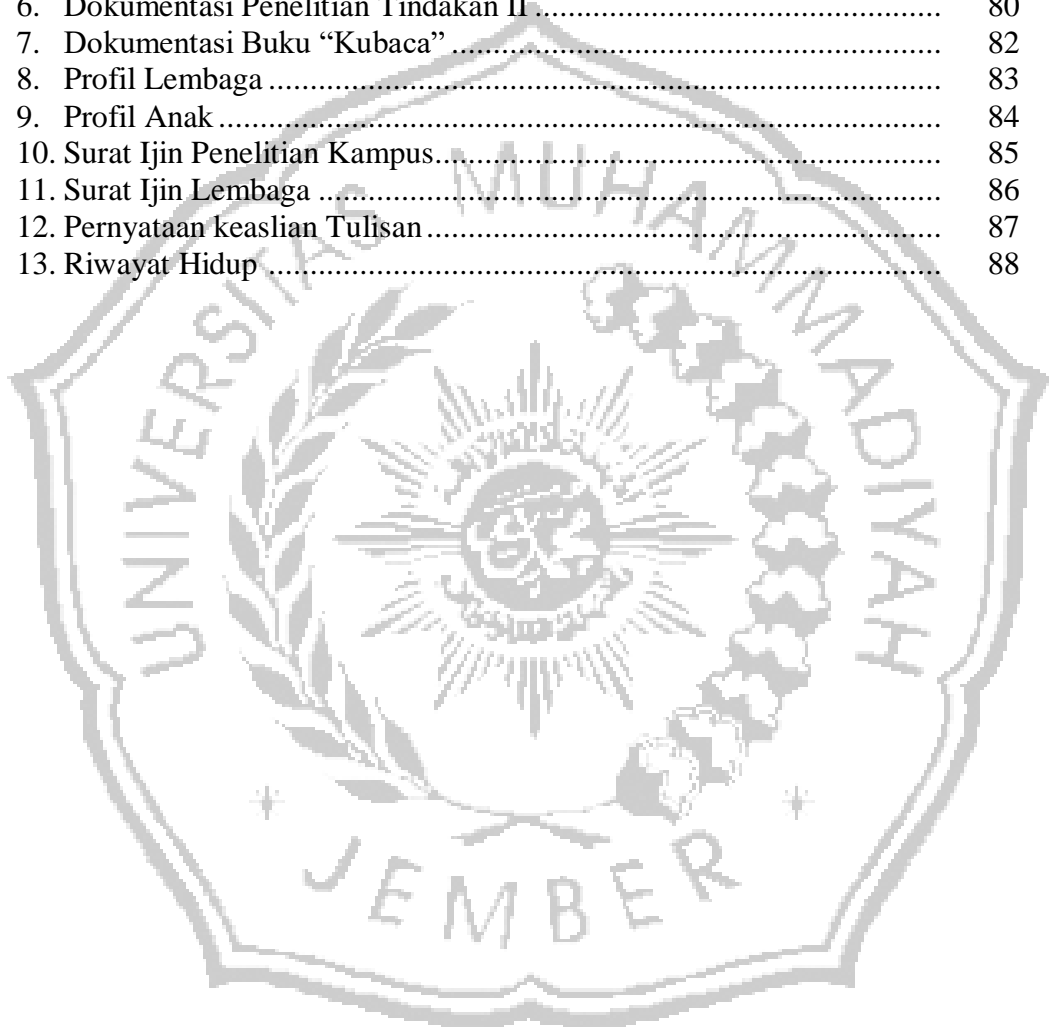 6. Dokumentasi Penelitian Tindakan II ............................................................ 80
7. Dokumentasi Buku “Kubaca” ..................................................................... 82
8. Profil Lembaga ......................................................................................... 83
9. Profil Anak ................................................................................................ 84
10. Surat Ijin Penelitian Kampus..................................................................... 85
11. Surat Ijin Lembaga .................................................................................. 86
12. Pernyataan keaslian Tulisan ..................................................................... 87
13. Riwayat Hidup ......................................................................................... 88
UNIVERSITAS MUHAMMADIYAH
JEMBER